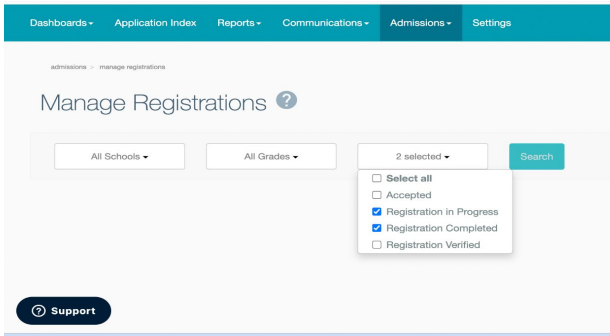 Dashboards Application Index Reports Communications Admissions Settings
admissions > manage registrations
Manage Registrations ?
All Schools All Grades 2 selected Search
Select all
Accepted
Registration in Progress
Registration Completed
Registration Verified
? Support